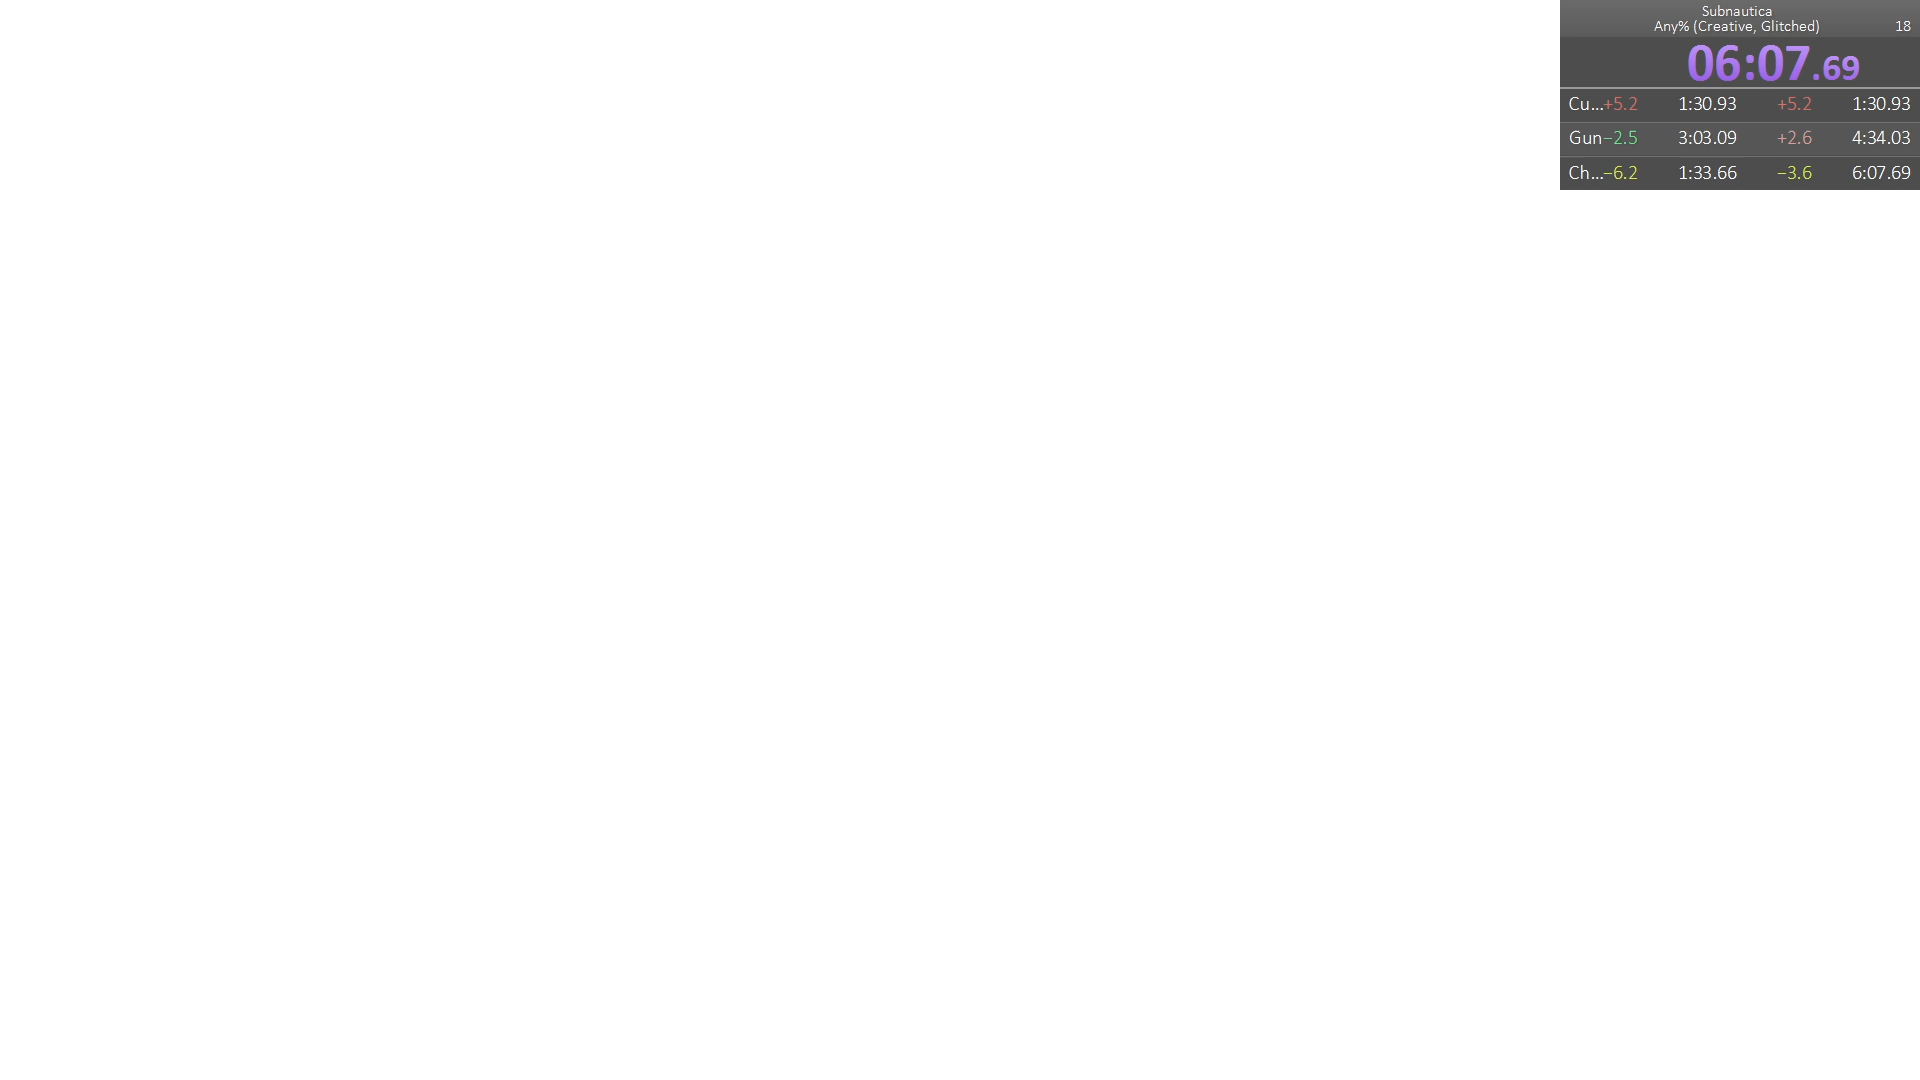 Subnautica
Any% (Creative, Glitched) 18
06:07.69
Cu...+5.2 1:30.93 +5.2 1:30.93
Gun−2.5 3:03.09 +2.6 4:34.03
Ch...−6.2 1:33.66 −3.6 6:07.69